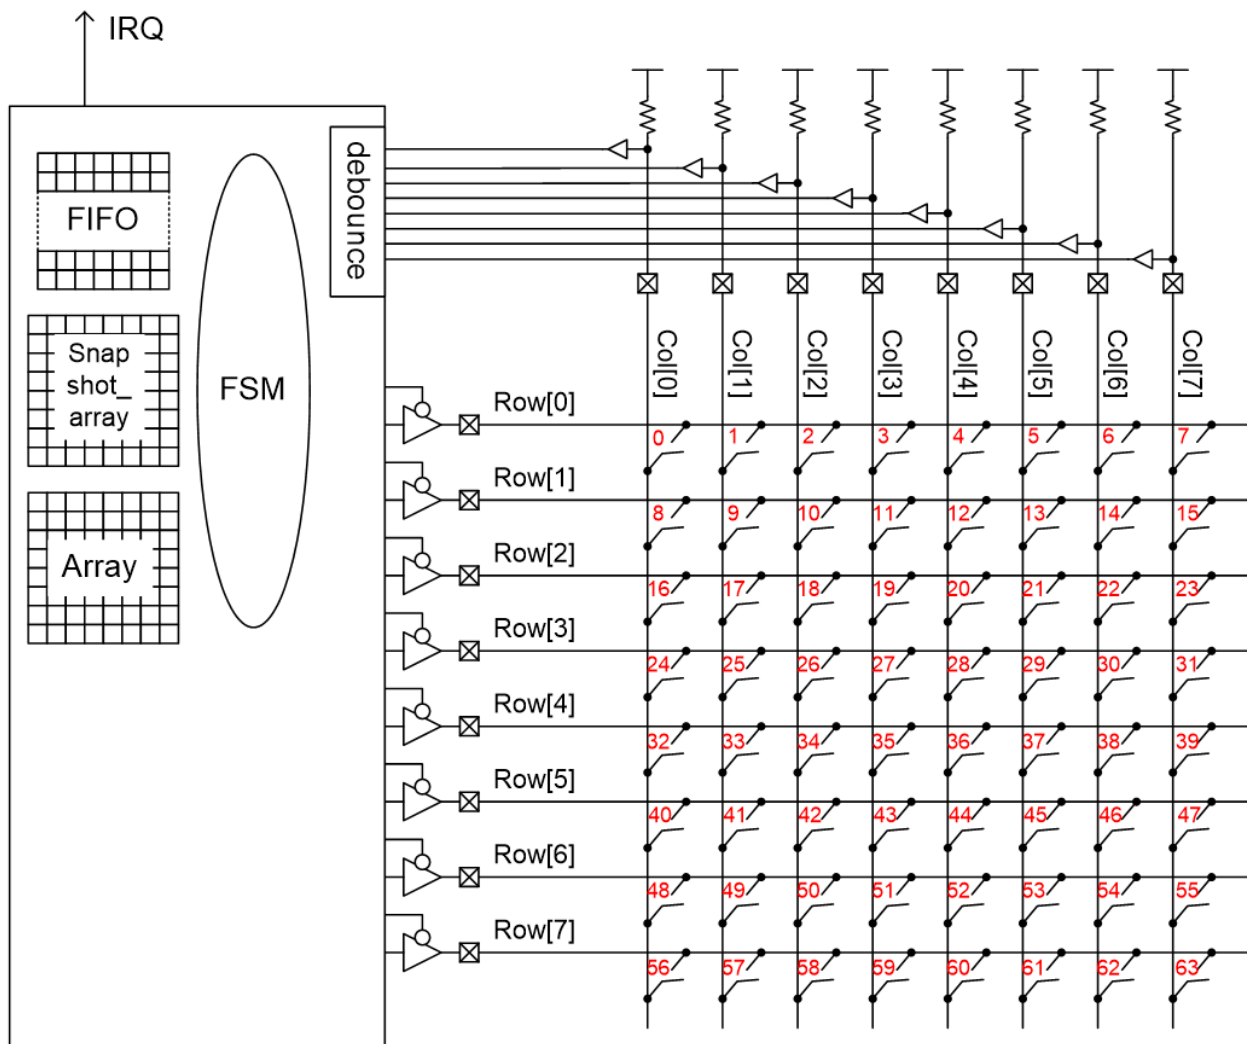 IRQ
debounce
FIFO
Snap
shot_
array
FSM
Array
Col[0]
Col[1]
Col[2]
Col[3]
Col[4]
Col[5]
Col[6]
Col[7]
Row[0]
0 1 2 3 4 5 6 7
Row[1]
8 9 10 11 12 13 14 15
Row[2]
16 17 18 19 20 21 22 23
Row[3]
24 25 26 27 28 29 30 31
Row[4]
32 33 34 35 36 37 38 39
Row[5]
40 41 42 43 44 45 46 47
Row[6]
48 49 50 51 52 53 54 55
Row[7]
56 57 58 59 60 61 62 63